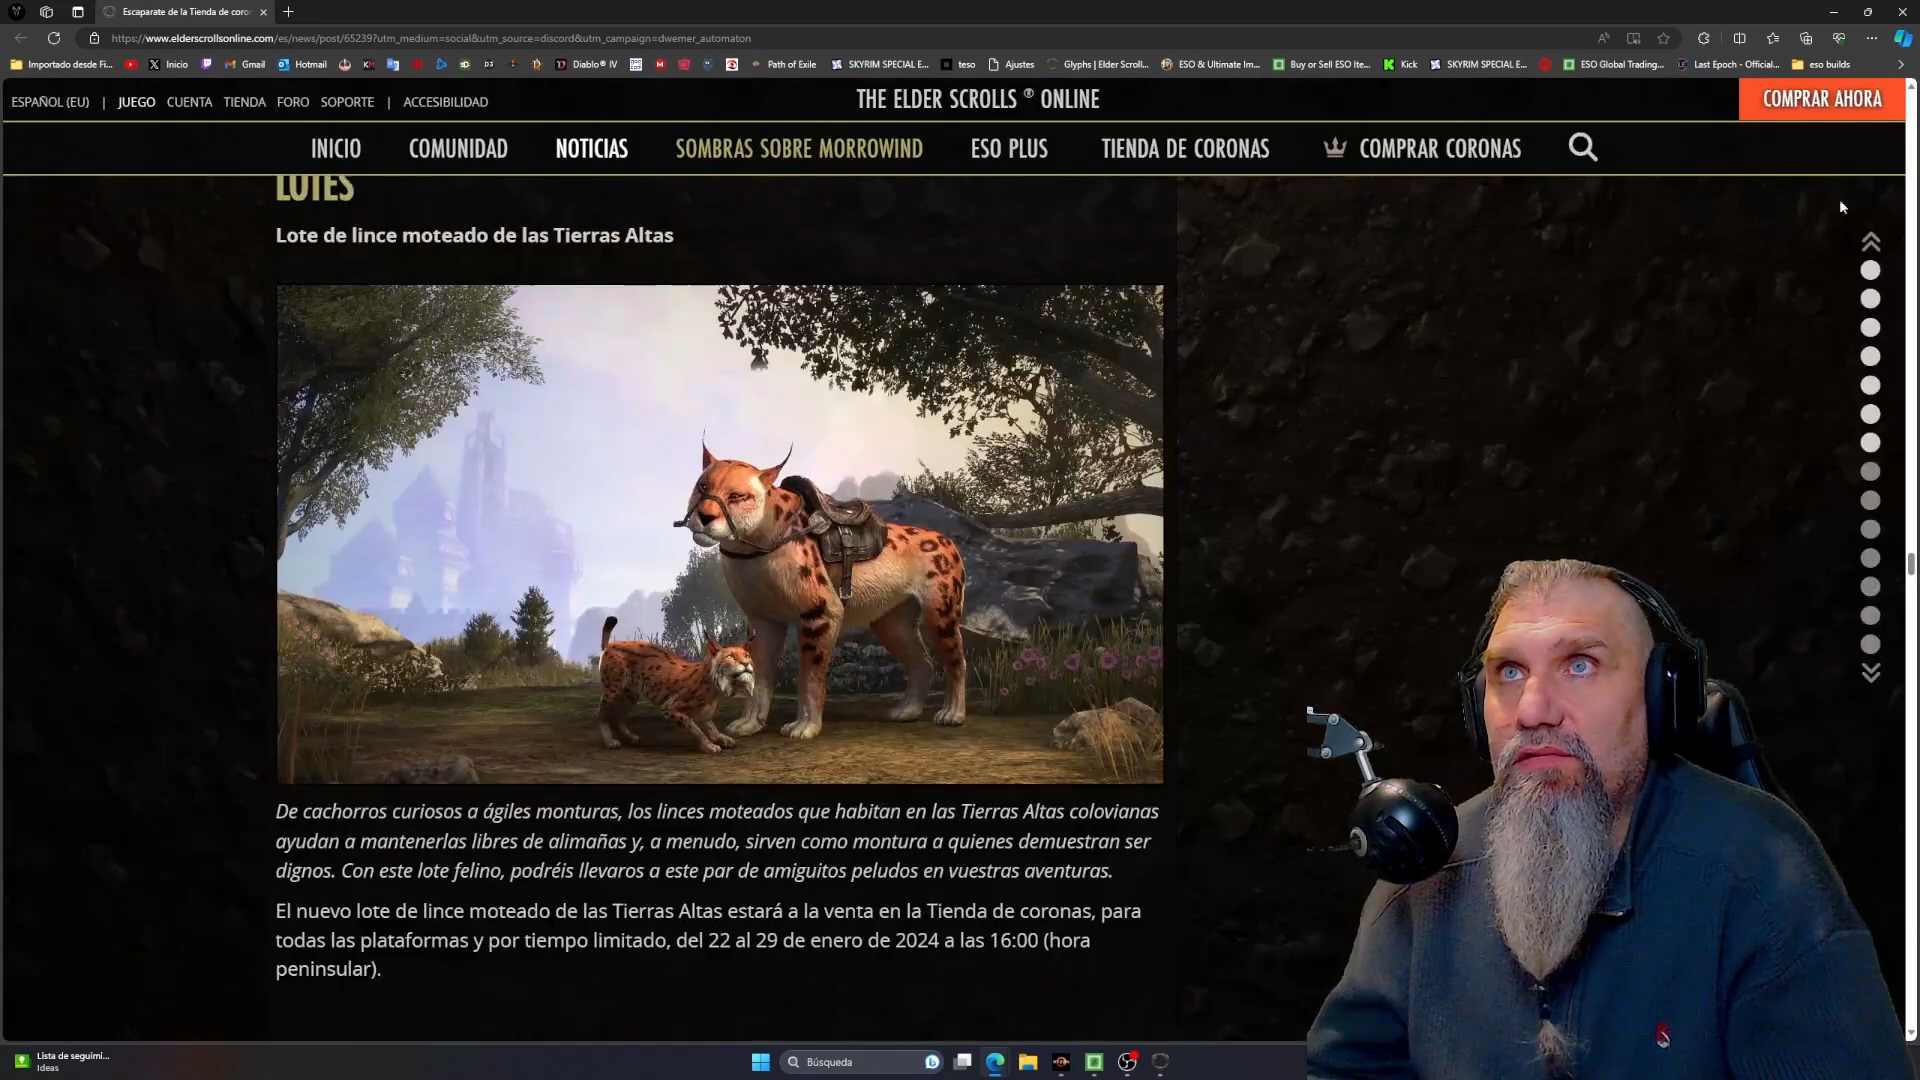 Escaparate de la Tienda de coron
https://www.elderscrollsonline.com/es/news/post/65239?utm_medium=social&utm_source=discord&utm_campaign=dwemer_automaton
Importado desde Fi... Inicio Gmail Hotmail Diablo® IV Path of Exile SKYRIM SPECIAL E... teso Ajustes Glyphs | Elder Scroll... ESO & Ultimate Im... Buy or Sell ESO Ite... Kick SKYRIM SPECIAL E... ESO Global Trading... Last Epoch - Official... eso builds
ESPAÑOL (EU) | JUEGO CUENTA TIENDA FORO SOPORTE | ACCESIBILIDAD THE ELDER SCROLLS ® ONLINE COMPRAR AHORA
INICIO COMUNIDAD NOTICIAS SOMBRAS SOBRE MORROWIND ESO PLUS TIENDA DE CORONAS COMPRAR CORONAS
LOTES
Lote de lince moteado de las Tierras Altas
De cachorros curiosos a ágiles monturas, los linces moteados que habitan en las Tierras Altas colovianas
ayudan a mantenerlas libres de alimañas y, a menudo, sirven como montura a quienes demuestran ser
dignos. Con este lote felino, podréis llevaros a este par de amiguitos peludos en vuestras aventuras.
El nuevo lote de lince moteado de las Tierras Altas estará a la venta en la Tienda de coronas, para
todas las plataformas y por tiempo limitado, del 22 al 29 de enero de 2024 a las 16:00 (hora
peninsular).
Lista de seguimi...
Ideas
Búsqueda